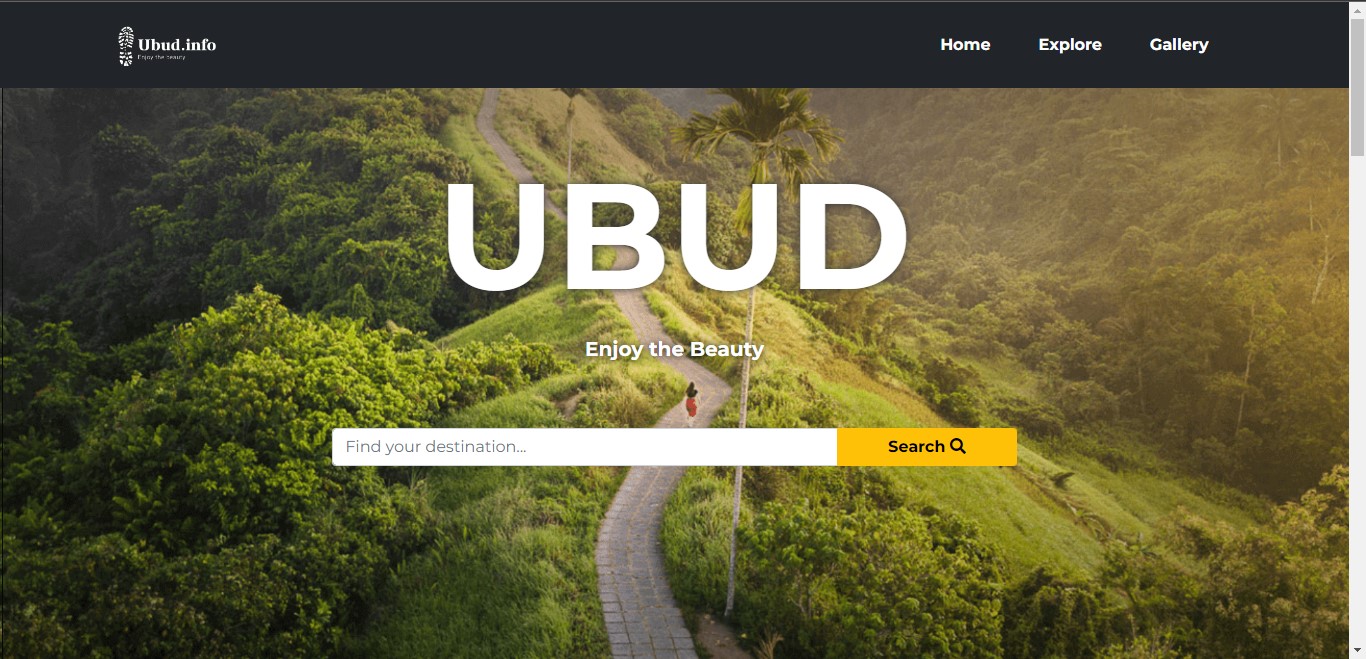 Ubud.info
Enjoy the beauty
Home Explore Gallery
UBUD
Enjoy the Beauty
Find your destination... Search